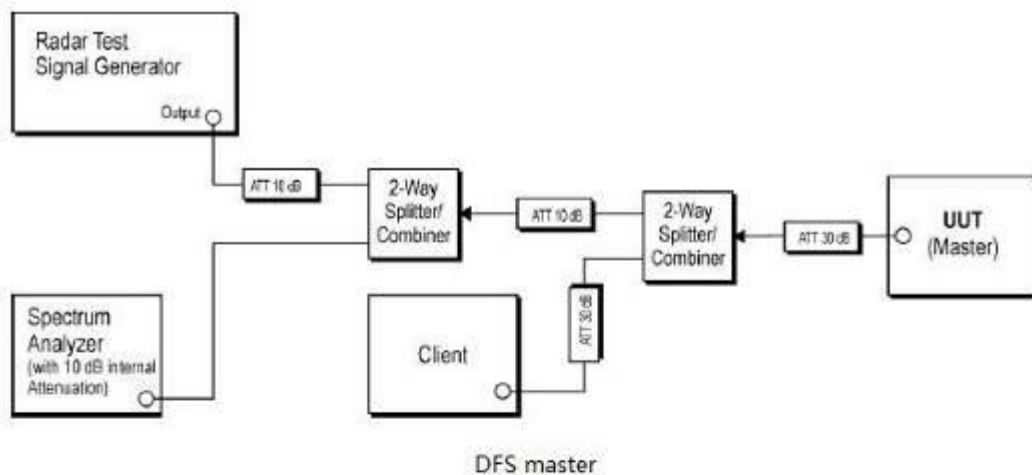 Radar Test
Signal Generator
Output
ATT 10 dB
2-Way
Splitter/
Combiner
ATT 10 dB
2-Way
Splitter/
Combiner
ATT 30 dB
UUT
(Master)
Spectrum
Analyzer
(with 10 dB internal
Attenuation)
Client
ATT 30 dB
DFS master